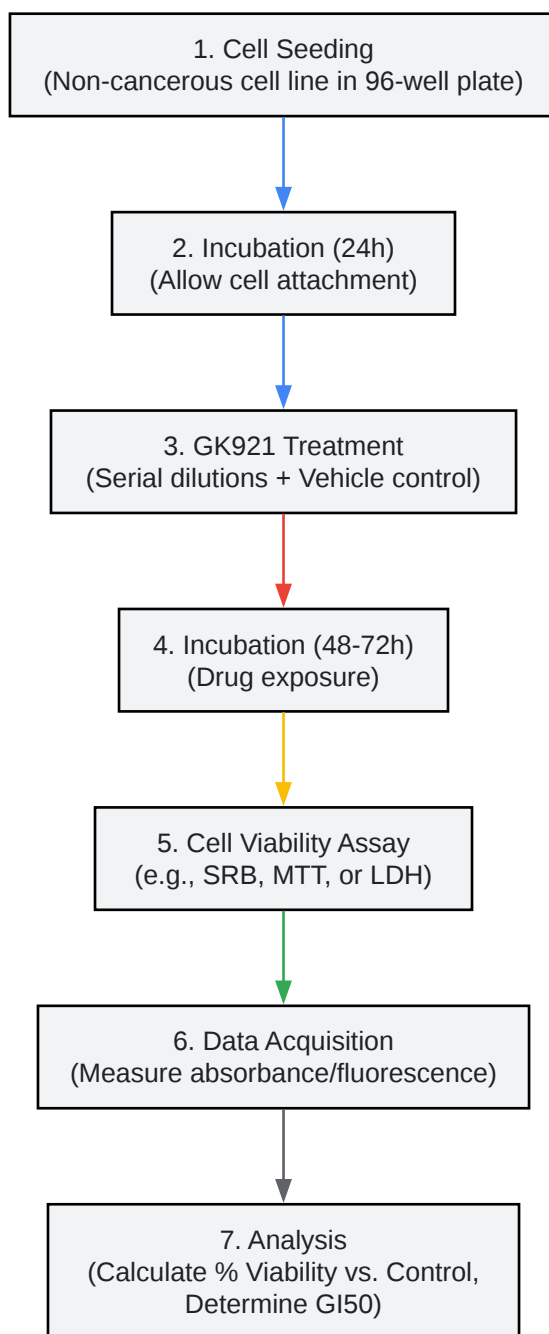 1. Cell Seeding
(Non-cancerous cell line in 96-well plate)
2. Incubation (24h)
(Allow cell attachment)
3. GK921 Treatment
(Serial dilutions + Vehicle control)
4. Incubation (48-72h)
(Drug exposure)
5. Cell Viability Assay
(e.g., SRB, MTT, or LDH)
6. Data Acquisition
(Measure absorbance/fluorescence)
7. Analysis
(Calculate % Viability vs. Control,
Determine GI50)